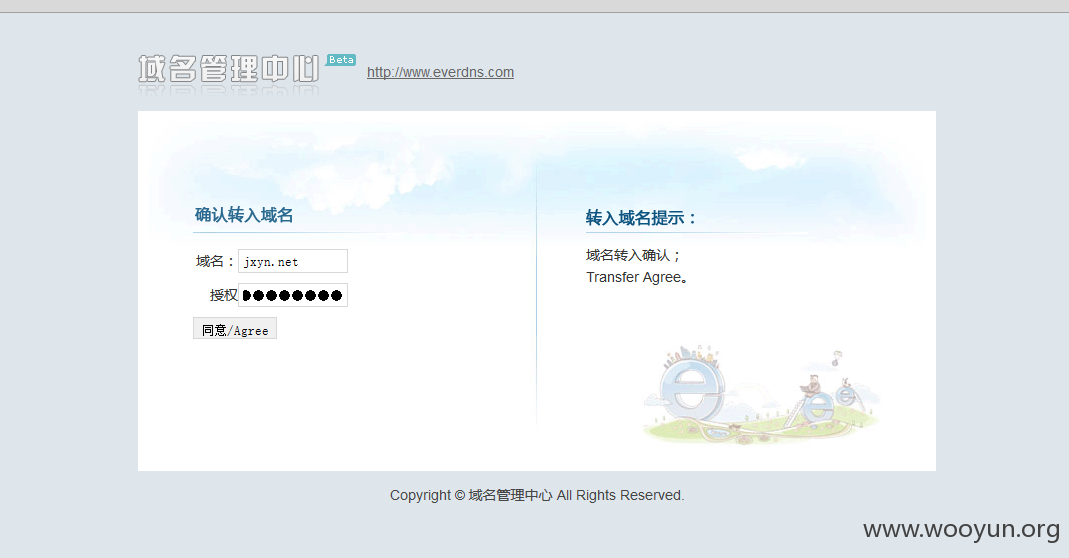 域名管理中心 Beta http://www.everdns.com
确认转入域名
域名：jxyn.net
授权
同意/Agree
转入域名提示：
域名转入确认；
Transfer Agree。
Copyright © 域名管理中心 All Rights Reserved.
www.wooyun.org